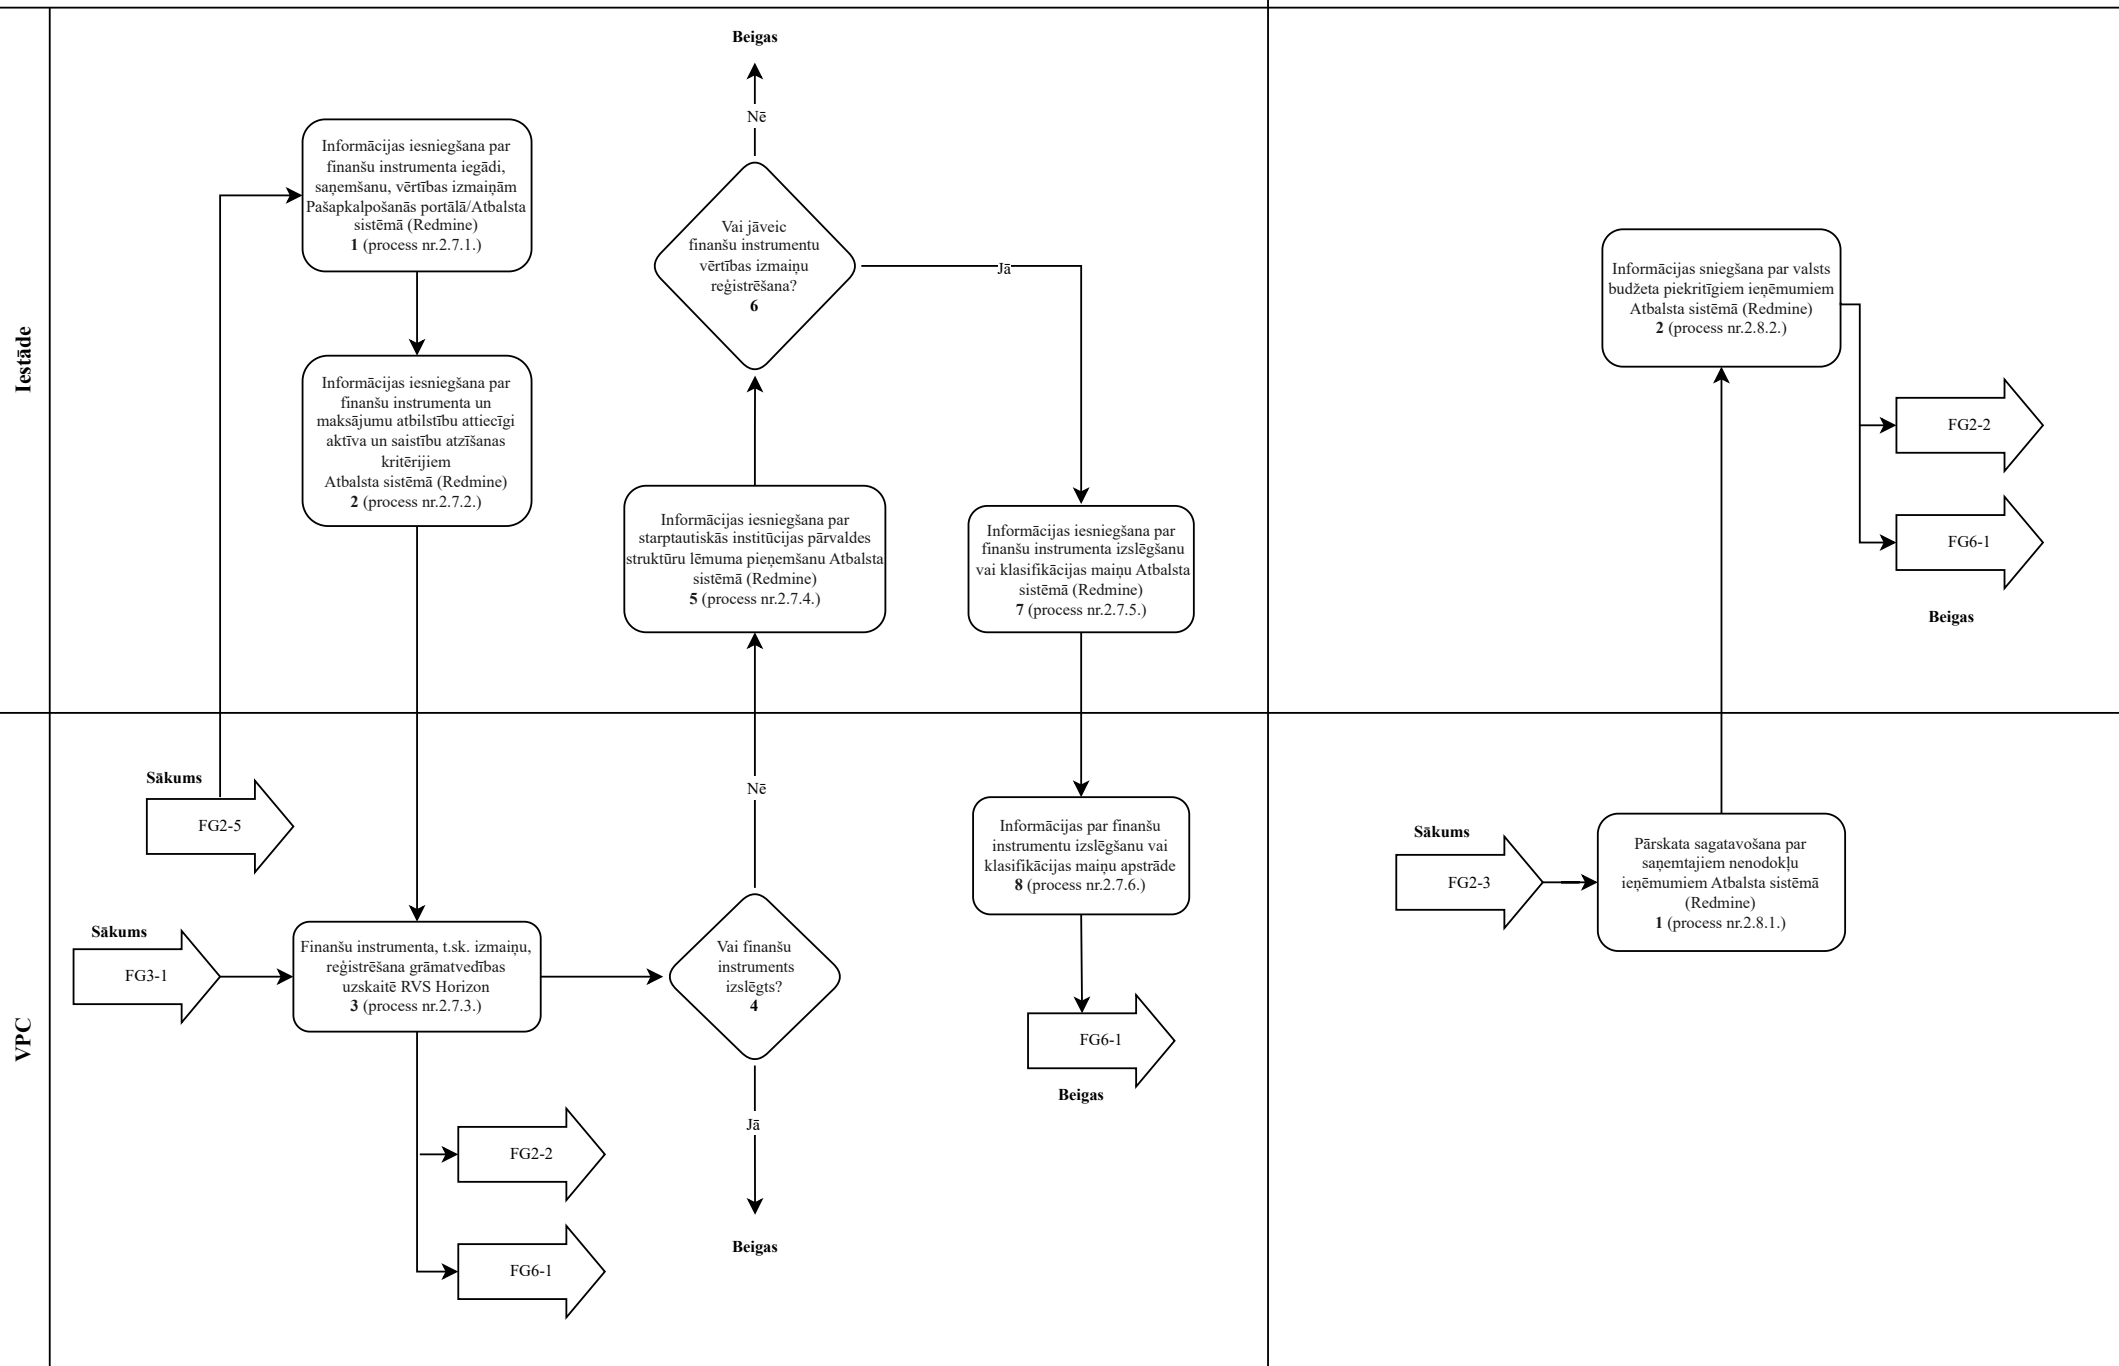 Iestāde
Beigas
Nē
Informācijas iesniegšana par
finanšu instrumenta iegādi,
saņemšanu, vērtības izmaiņām
Pašapkalpošanās portālā/Atbalsta
sistēmā (Redmine)
1 (process nr.2.7.1.)
Informācijas iesniegšana par
finanšu instrumenta un
maksājumu atbilstību attiecīgi
aktīva un saistību atzīšanas
kritērijiem
Atbalsta sistēmā (Redmine)
2 (process nr.2.7.2.)
Vai jāveic
finanšu instrumentu
vērtības izmaiņu
reģistrēšana?
6
Jā
Informācijas iesniegšana par
starptautiskās institūcijas pārvaldes
struktūru lēmuma pieņemšanu Atbalsta
sistēmā (Redmine)
5 (process nr.2.7.4.)
Informācijas iesniegšana par
finanšu instrumenta izslēgšanu
vai klasifikācijas maiņu Atbalsta
sistēmā (Redmine)
7 (process nr.2.7.5.)
Informācijas sniegšana par valsts
budžeta piekritīgiem ieņēmumiem
Atbalsta sistēmā (Redmine)
2 (process nr.2.8.2.)
FG2-2
FG6-1
Beigas
VPC
Sākums
FG2-5
Sākums
FG3-1
Finanšu instrumenta, t.sk. izmaiņu,
reģistrēšana grāmatvedības
uzskaitē RVS Horizon
3 (process nr.2.7.3.)
FG2-2
FG6-1
Nē
Vai finanšu
instruments
izslēgts?
4
Jā
Beigas
Informācijas par finanšu
instrumentu izslēgšanu vai
klasifikācijas maiņu apstrāde
8 (process nr.2.7.6.)
FG6-1
Beigas
Sākums
FG2-3
Pārskata sagatavošana par
saņemtajiem nenodokļu
ieņēmumiem Atbalsta sistēmā
(Redmine)
1 (process nr.2.8.1.)